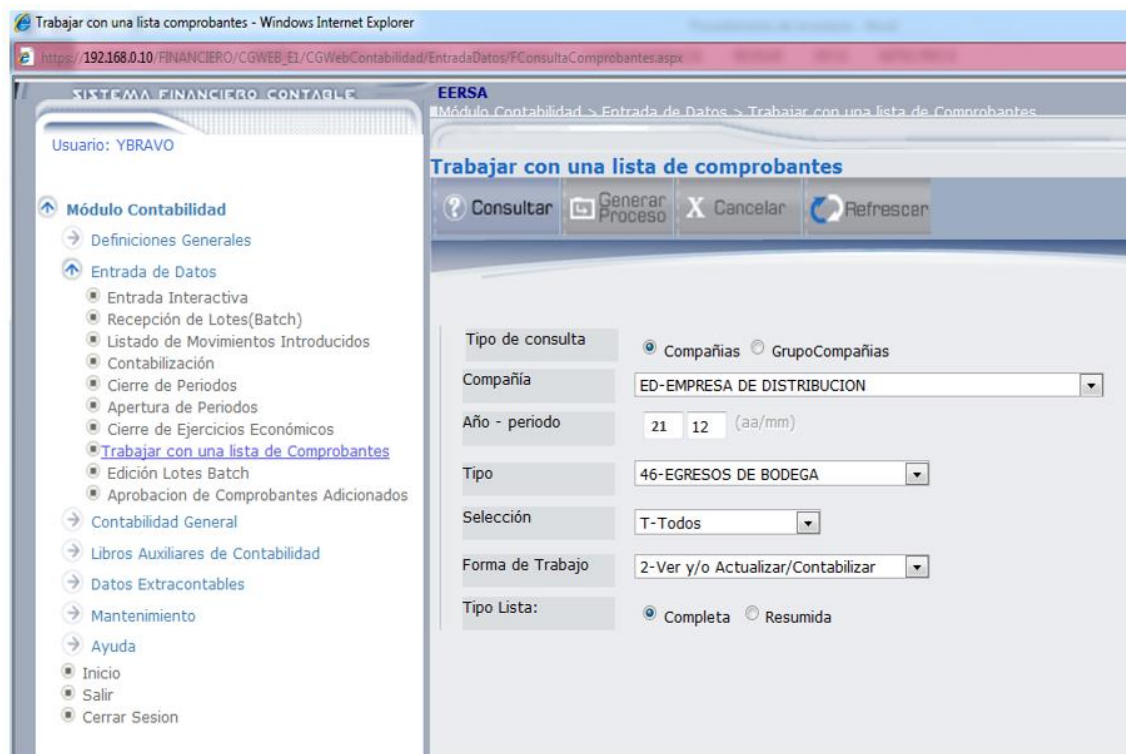 Trabajar con una lista comprobantes - Windows Internet Explorer
https://192.168.0.10/FINANCIERO/CGWEB_E1/CGWebContabilidad/EntradaDatos/FConsultaComprobantes.aspx
SISTEMA FINANCIERO CONTABLE
Usuario: YBRAVO
Módulo Contabilidad
Definiciones Generales
Entrada de Datos
Entrada Interactiva
Recepción de Lotes(Batch)
Listado de Movimientos Introducidos
Contabilización
Cierre de Periodos
Apertura de Periodos
Cierre de Ejercicios Económicos
Trabajar con una lista de Comprobantes
Edición Lotes Batch
Aprobacion de Comprobantes Adicionados
Contabilidad General
Libros Auxiliares de Contabilidad
Datos Extracontables
Mantenimiento
Ayuda
Inicio
Salir
Cerrar Sesion
EERSA
Módulo Contabilidad > Entrada de Datos > Trabajar con una lista de Comprobantes
Trabajar con una lista de comprobantes
Consultar Generar Proceso Cancelar Refrescar
Tipo de consulta Compañias GrupoCompañias
Compañía ED-EMPRESA DE DISTRIBUCION
Año - periodo 21 12 (aa/mm)
Tipo 46-EGRESOS DE BODEGA
Selección T-Todos
Forma de Trabajo 2-Ver y/o Actualizar/Contabilizar
Tipo Lista: Completa Resumida